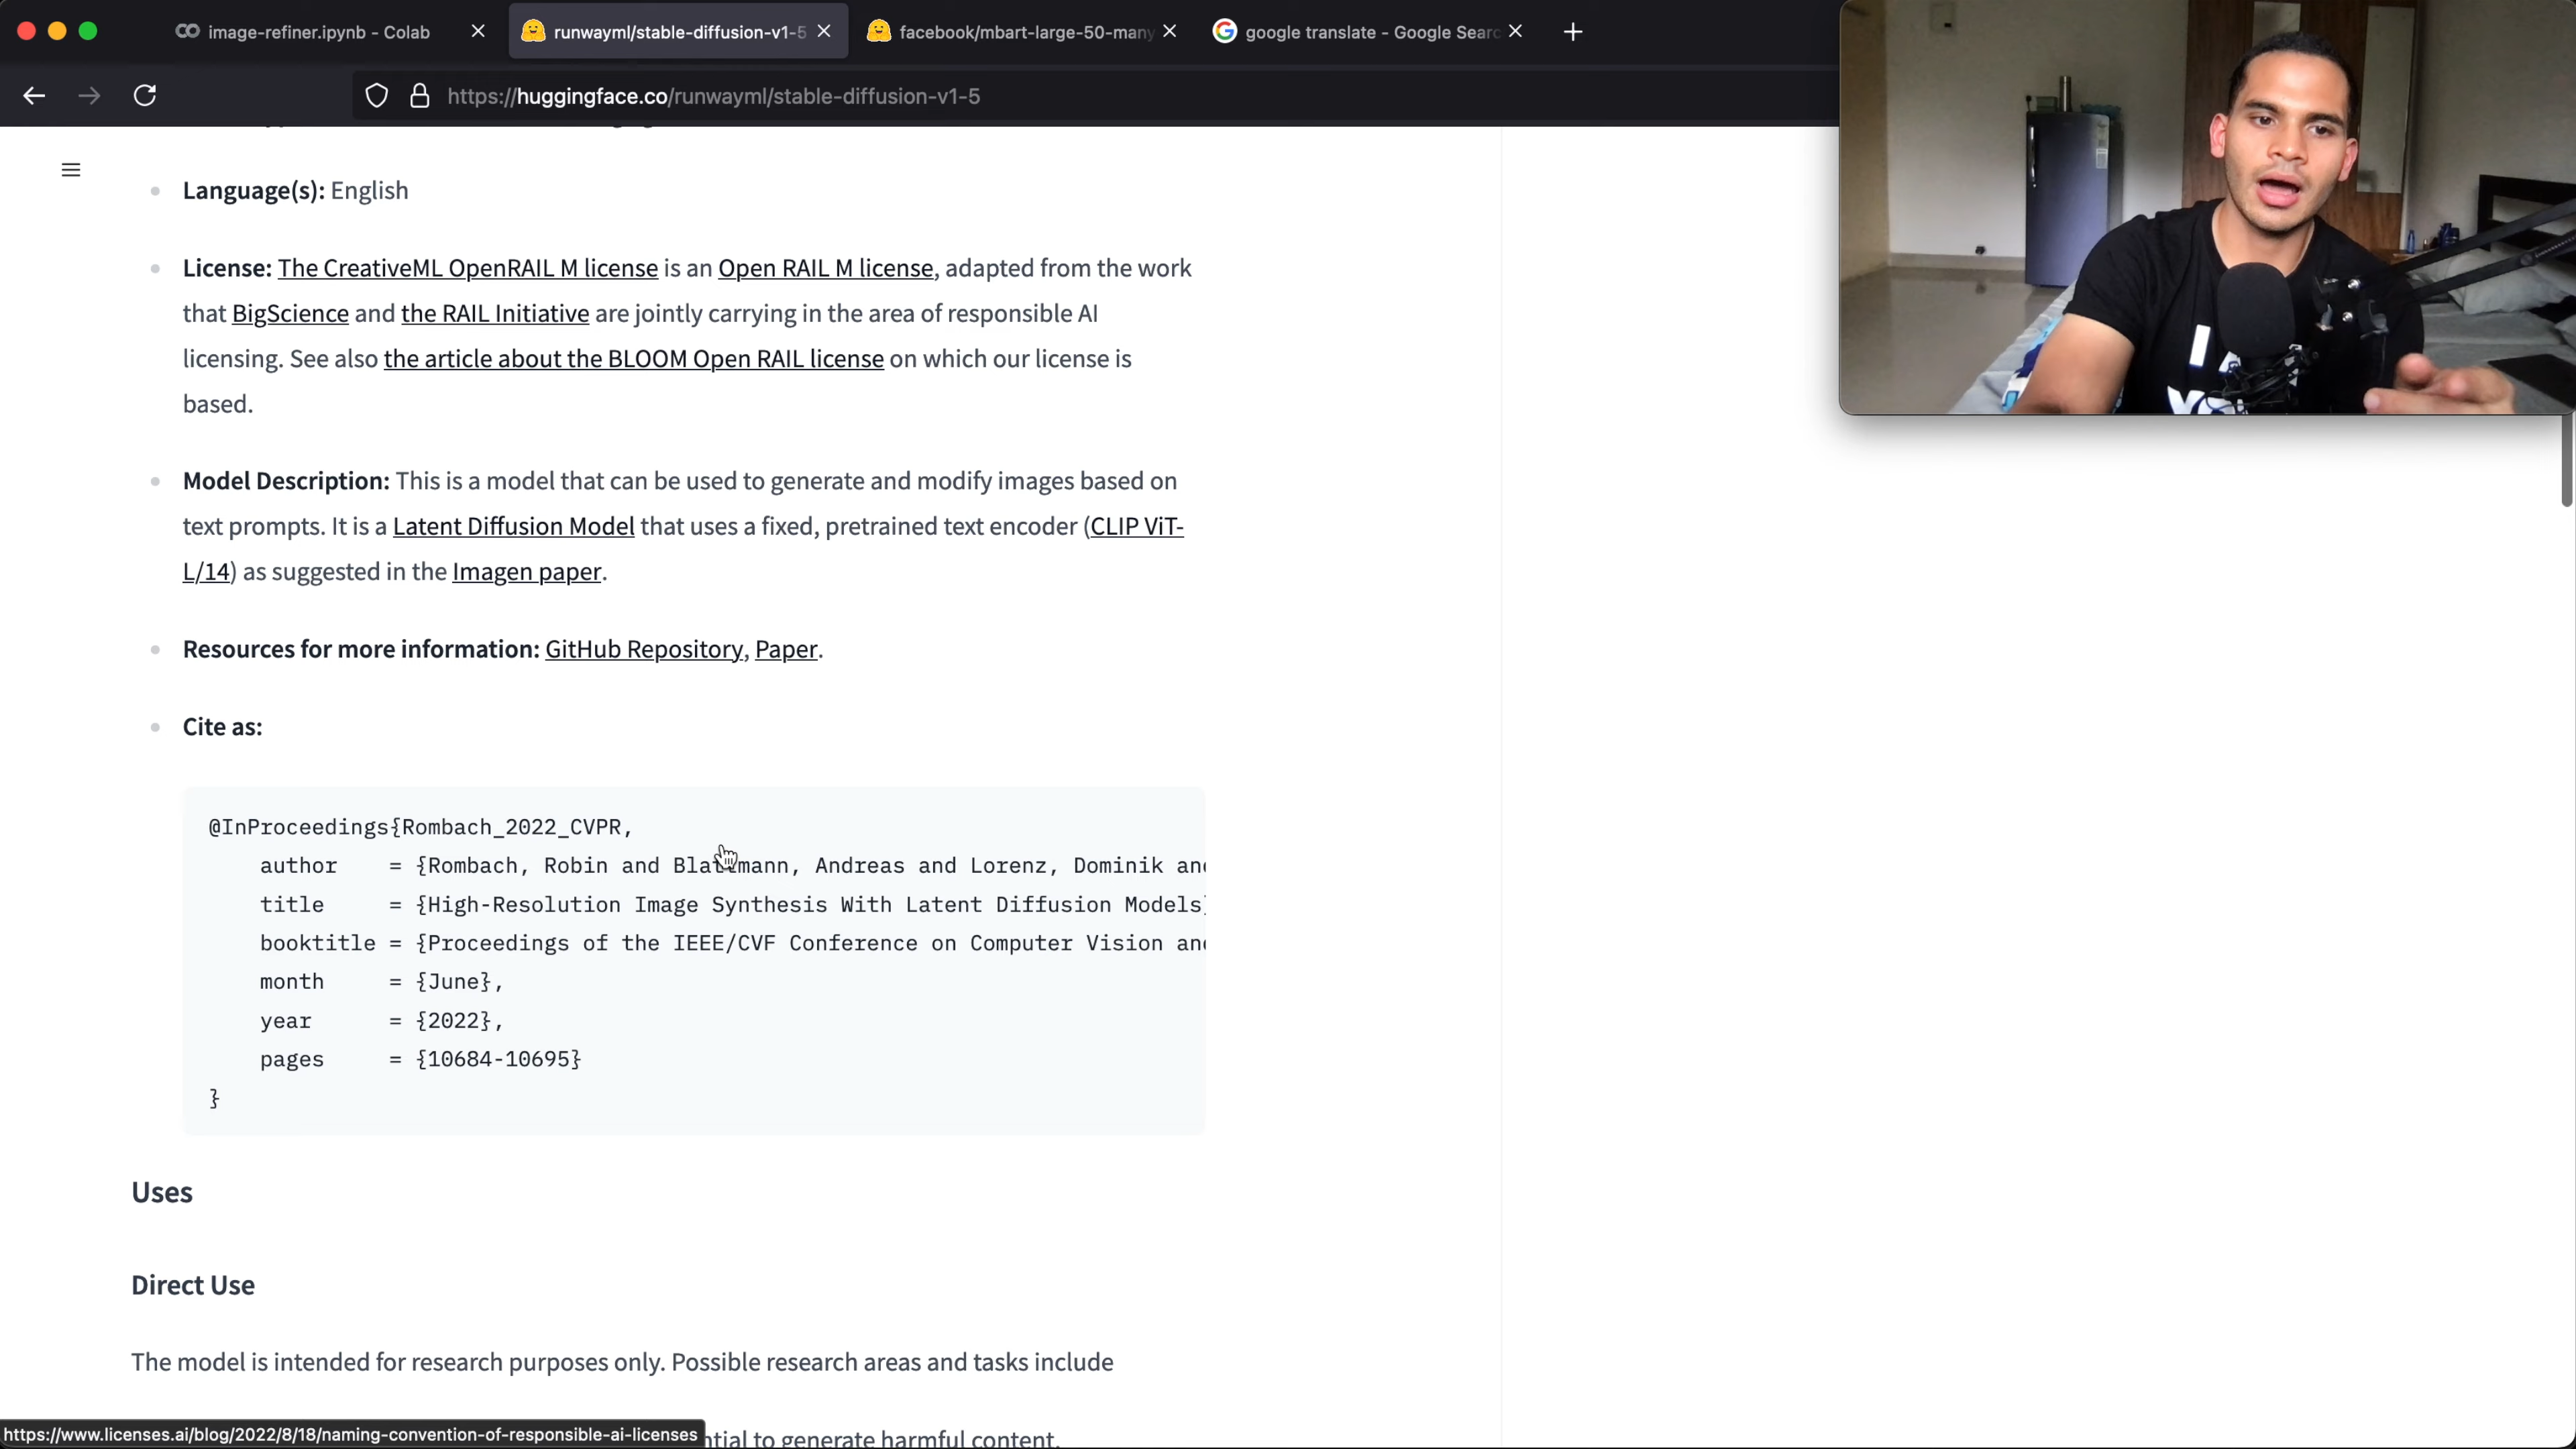 image-refiner.ipynb - Colab
runwayml/stable-diffusion-v1-5
facebook/mbart-large-50-many
google translate - Google Searc
https://huggingface.co/runwayml/stable-diffusion-v1-5
Language(s): English
License: The CreativeML OpenRAIL M license is an Open RAIL M license, adapted from the work
that BigScience and the RAIL Initiative are jointly carrying in the area of responsible AI
licensing. See also the article about the BLOOM Open RAIL license on which our license is
based.
Model Description: This is a model that can be used to generate and modify images based on
text prompts. It is a Latent Diffusion Model that uses a fixed, pretrained text encoder (CLIP ViT-
L/14) as suggested in the Imagen paper.
Resources for more information: GitHub Repository, Paper.
Cite as:
@InProceedings{Rombach_2022_CVPR,
author = {Rombach, Robin and Blattmann, Andreas and Lorenz, Dominik and
title = {High-Resolution Image Synthesis With Latent Diffusion Models}
booktitle = {Proceedings of the IEEE/CVF Conference on Computer Vision and
month = {June},
year = {2022},
pages = {10684-10695}
}
Uses
Direct Use
The model is intended for research purposes only. Possible research areas and tasks include
https://www.licenses.ai/blog/2022/8/18/naming-convention-of-responsible-ai-licenses
ntial to generate harmful content.